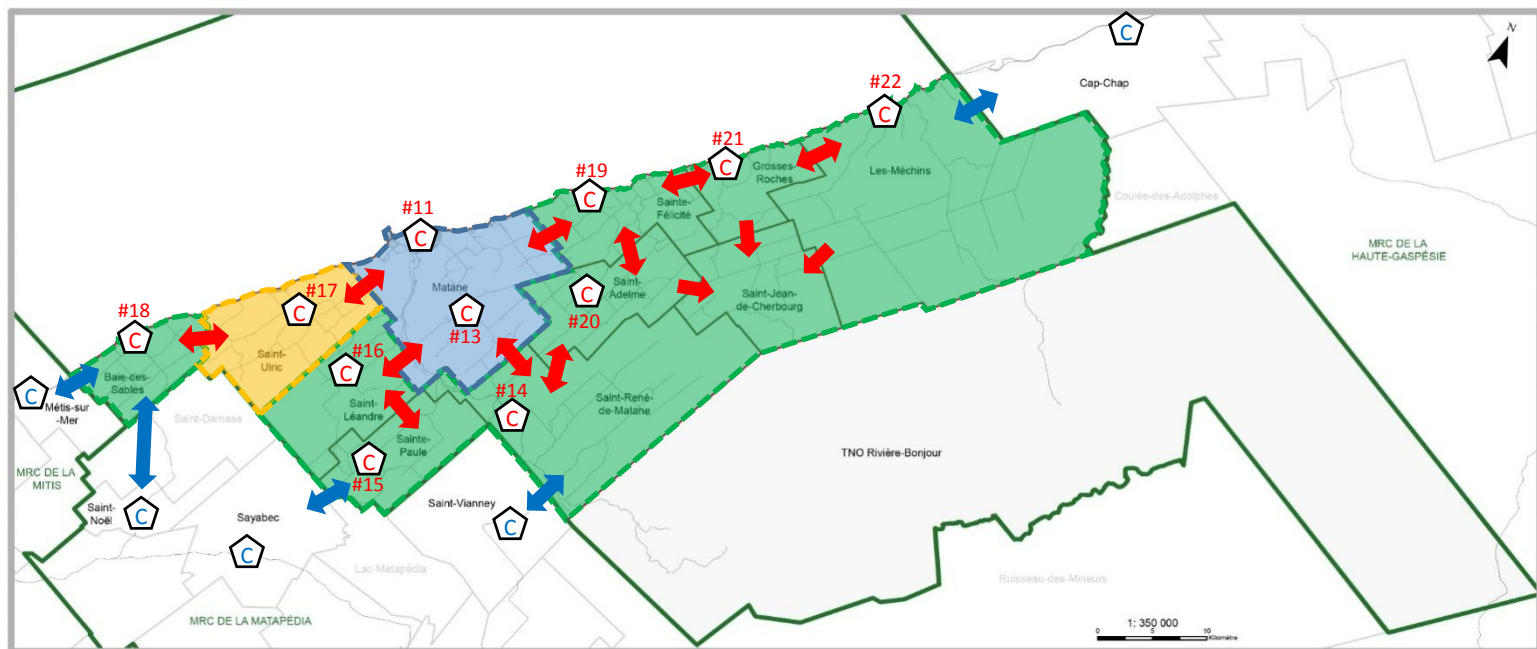 C
N
Cap-Chap
#22
C
#21
C
Grosses-
Roches
Les-Méchins
#19
C
Sainte-
Félicité
Coulée-des-Adolphes
#11
C
MRC DE LA
HAUTE-GASPÉSIE
Matane
#17
C
Saint-
Adelme
C
#20
Saint-Jean-
de-Cherbourg
#18
C
C
#13
Saint-
Ulric
#16
C
Baie-des-
Sables
C
Métis-sur
-Mer
Saint-Damase
Saint-
Léandre
#14
C
Saint-René-
de-Matane
Sainte-
Paule
C
#15
TNO Rivière-Bonjour
MRC DE LA
MITIS
Saint-
Noël
C
Sayabec
Saint-Vianney
C
C
Lac-Matapédia
Ruisseau-des-Mineurs
MRC DE LA MATAPÉDIA
1: 350 000
0 5 10
Kilomètre